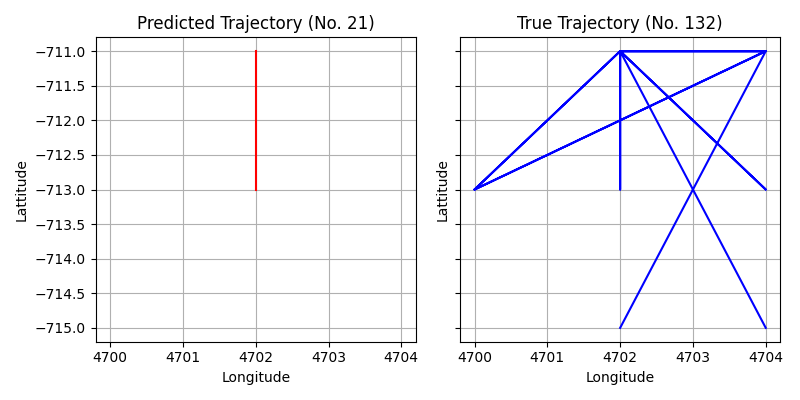 Predicted Trajectory (No. 21)
True Trajectory (No. 132)
−711.0
−711.5
−712.0
−712.5
−713.0
−713.5
−714.0
−714.5
−715.0
Lattitude
4700 4701 4702 4703 4704
Longitude
Lattitude
4700 4701 4702 4703 4704
Longitude